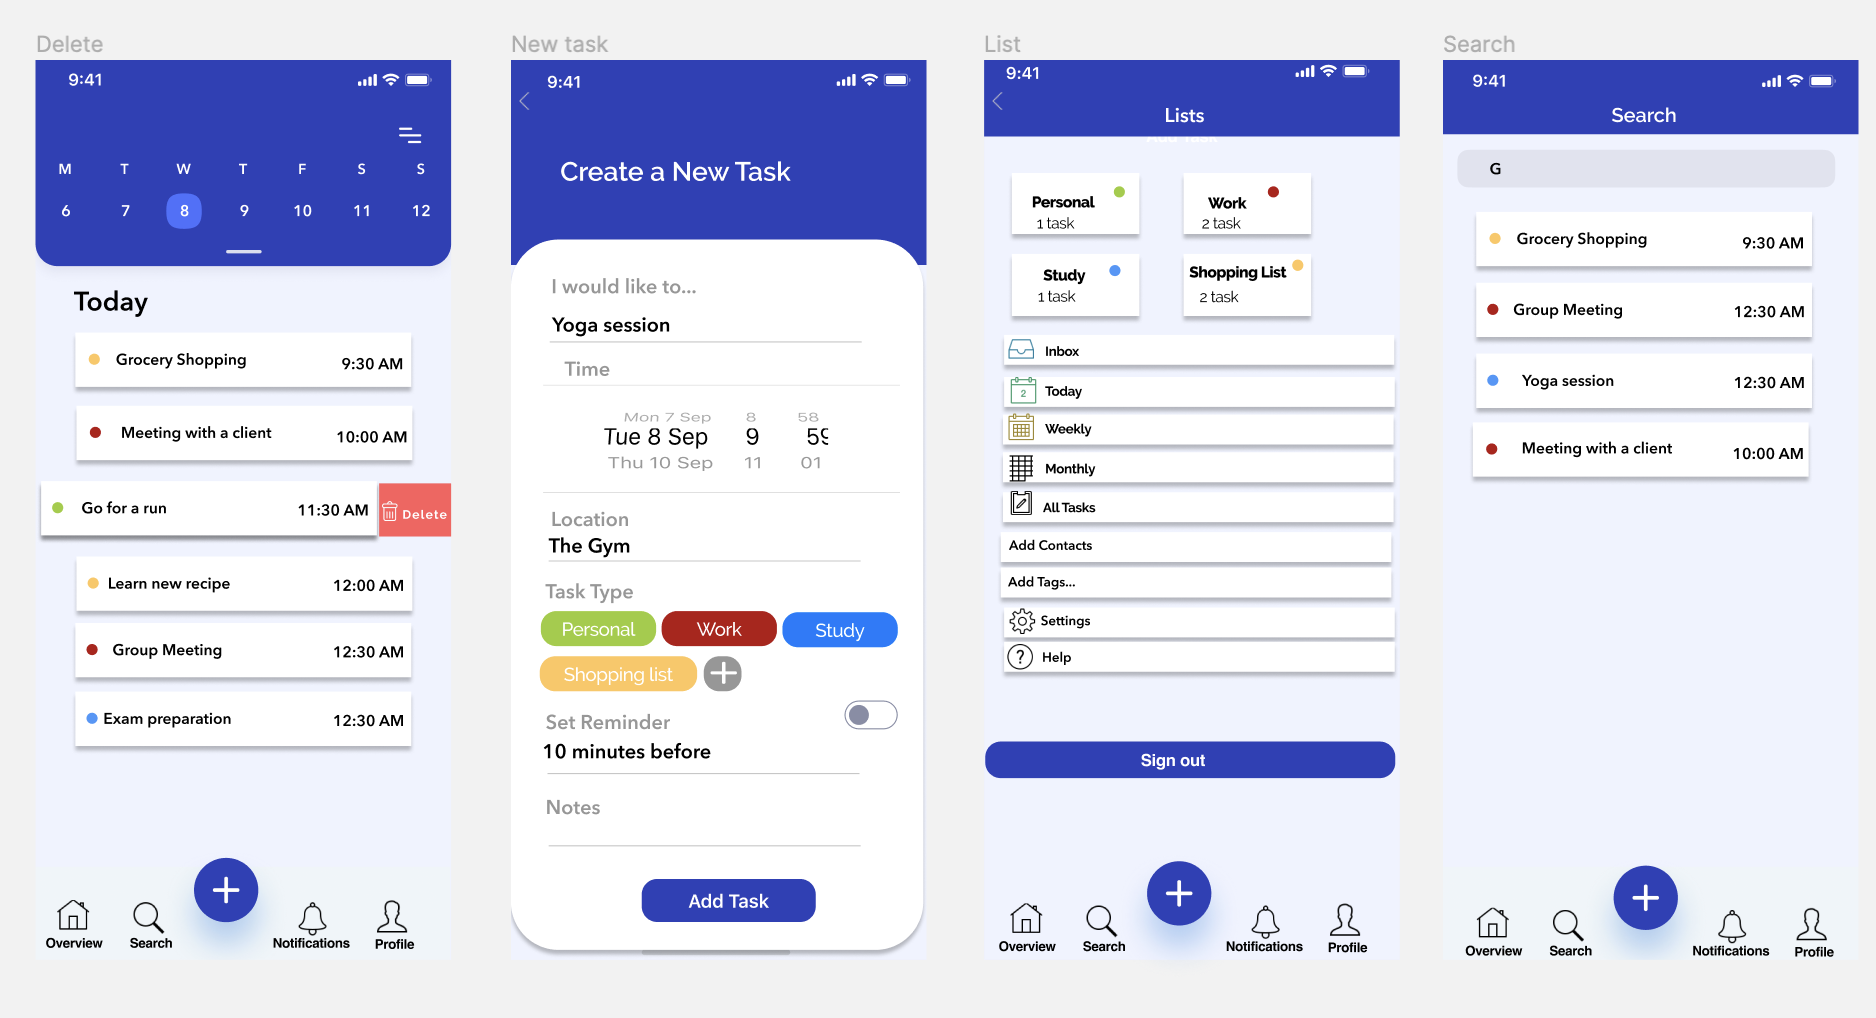 Delete
9:41
M T W T F S S
6 7 8 9 10 11 12
Today
Grocery Shopping 9:30 AM
Meeting with a client 10:00 AM
Go for a run 11:30 AM Delete
Learn new recipe 12:00 AM
Group Meeting 12:30 AM
Exam preparation 12:30 AM
Overview Search Notifications Profile
New task
9:41
Create a New Task
I would like to...
Yoga session
Time
Mon 7 Sep 8 58
Tue 8 Sep 9 59
Thu 10 Sep 11 01
Location
The Gym
Task Type
Personal Work Study
Shopping list
Set Reminder
10 minutes before
Notes
Add Task
List
9:41
Lists
Add Task
Personal
1 task
Work
2 task
Study
1 task
Shopping List
2 task
Inbox
2 Today
Weekly
Monthly
All Tasks
Add Contacts
Add Tags...
Settings
? Help
Sign out
Overview Search Notifications Profile
Search
9:41
Search
G
Grocery Shopping 9:30 AM
Group Meeting 12:30 AM
Yoga session 12:30 AM
Meeting with a client 10:00 AM
Overview Search Notifications Profile